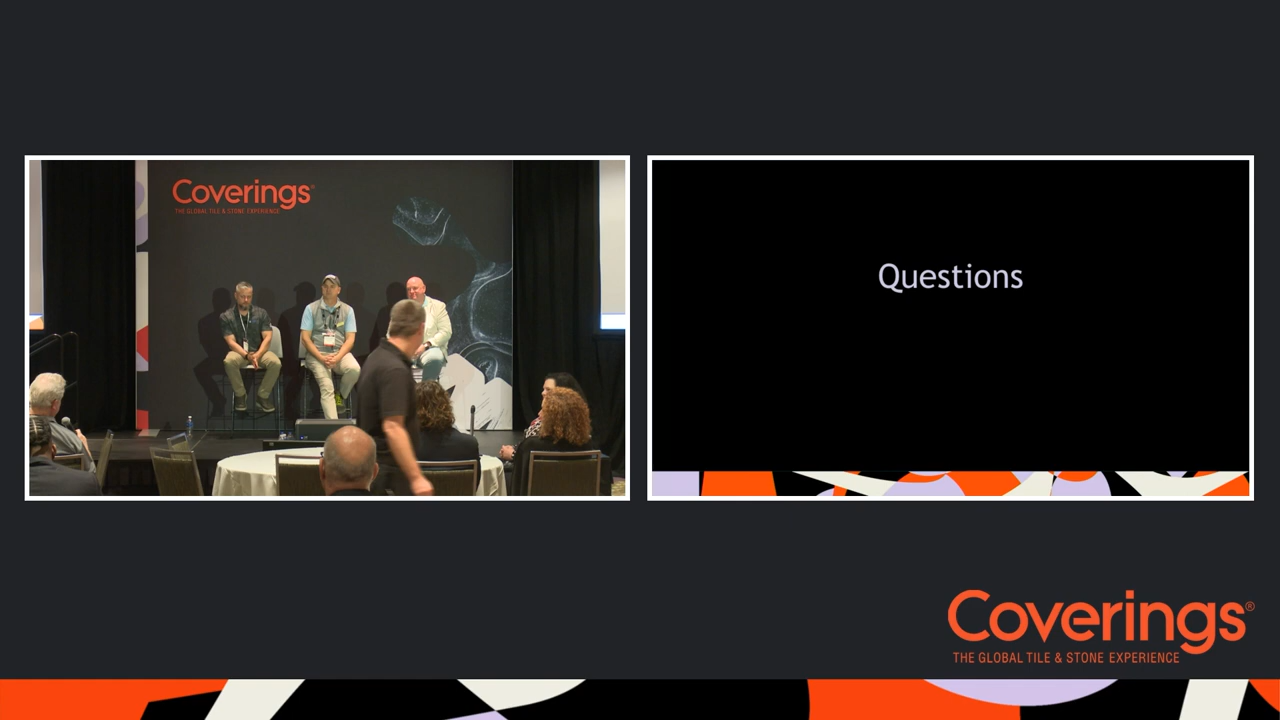 Coverings
THE GLOBAL TILE & STONE EXPERIENCE
Questions
Coverings®
THE GLOBAL TILE & STONE EXPERIENCE